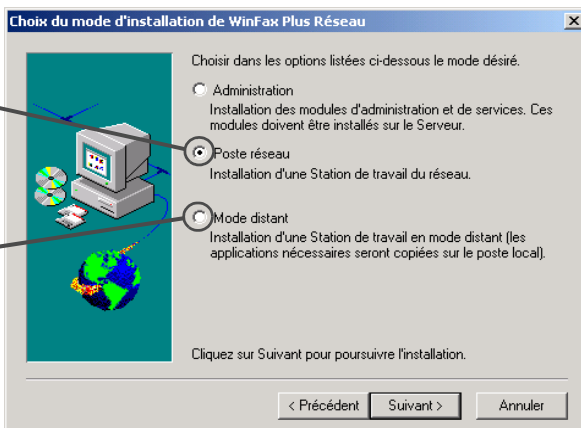 Choix du mode d'installation de WinFax Plus Réseau
Choisir dans les options listées ci-dessous le mode désiré.
Administration
Installation des modules d'administration et de services. Ces
modules doivent être installés sur le Serveur.
Poste réseau
Installation d'une Station de travail du réseau.
Mode distant
Installation d'une Station de travail en mode distant (les
applications nécessaires seront copiées sur le poste local).
Cliquez sur Suivant pour poursuivre l'installation.
< Précédent
Suivant >
Annuler